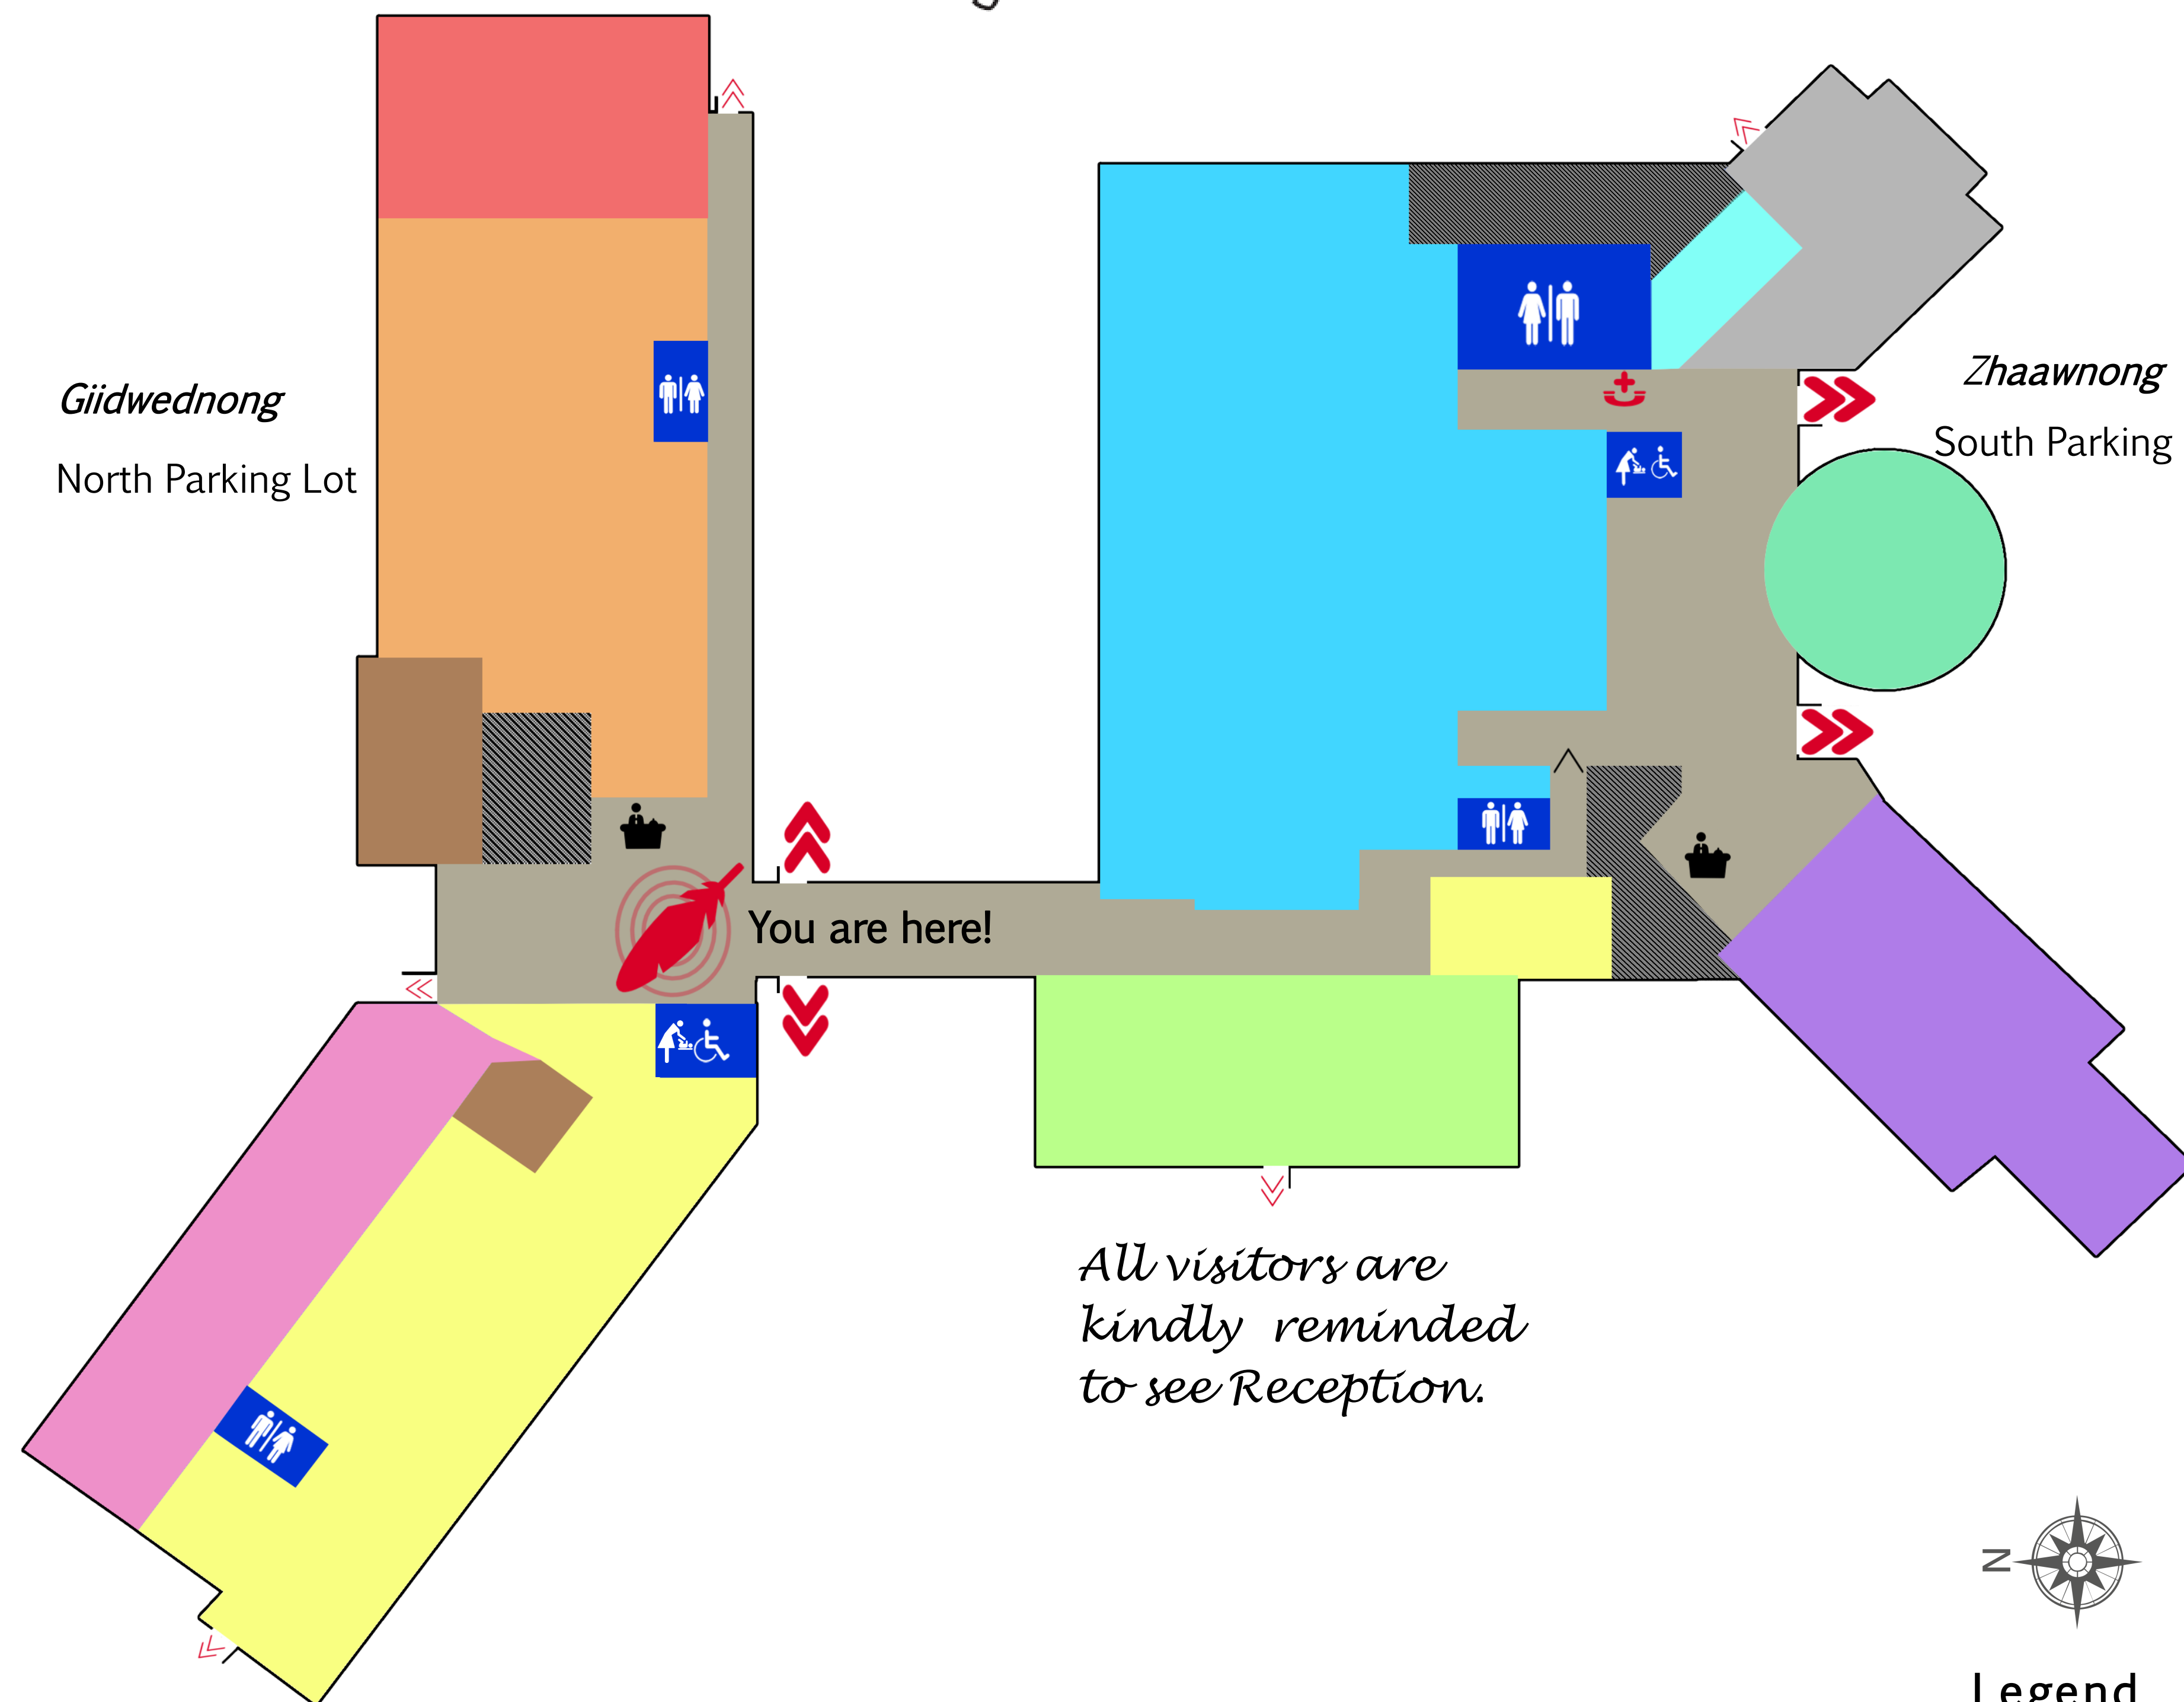 Giidwednong
North Parking Lot
Zhaawnong
South Parking
You are here!
All visitors are
kindly reminded
to see Reception.
N
Legend